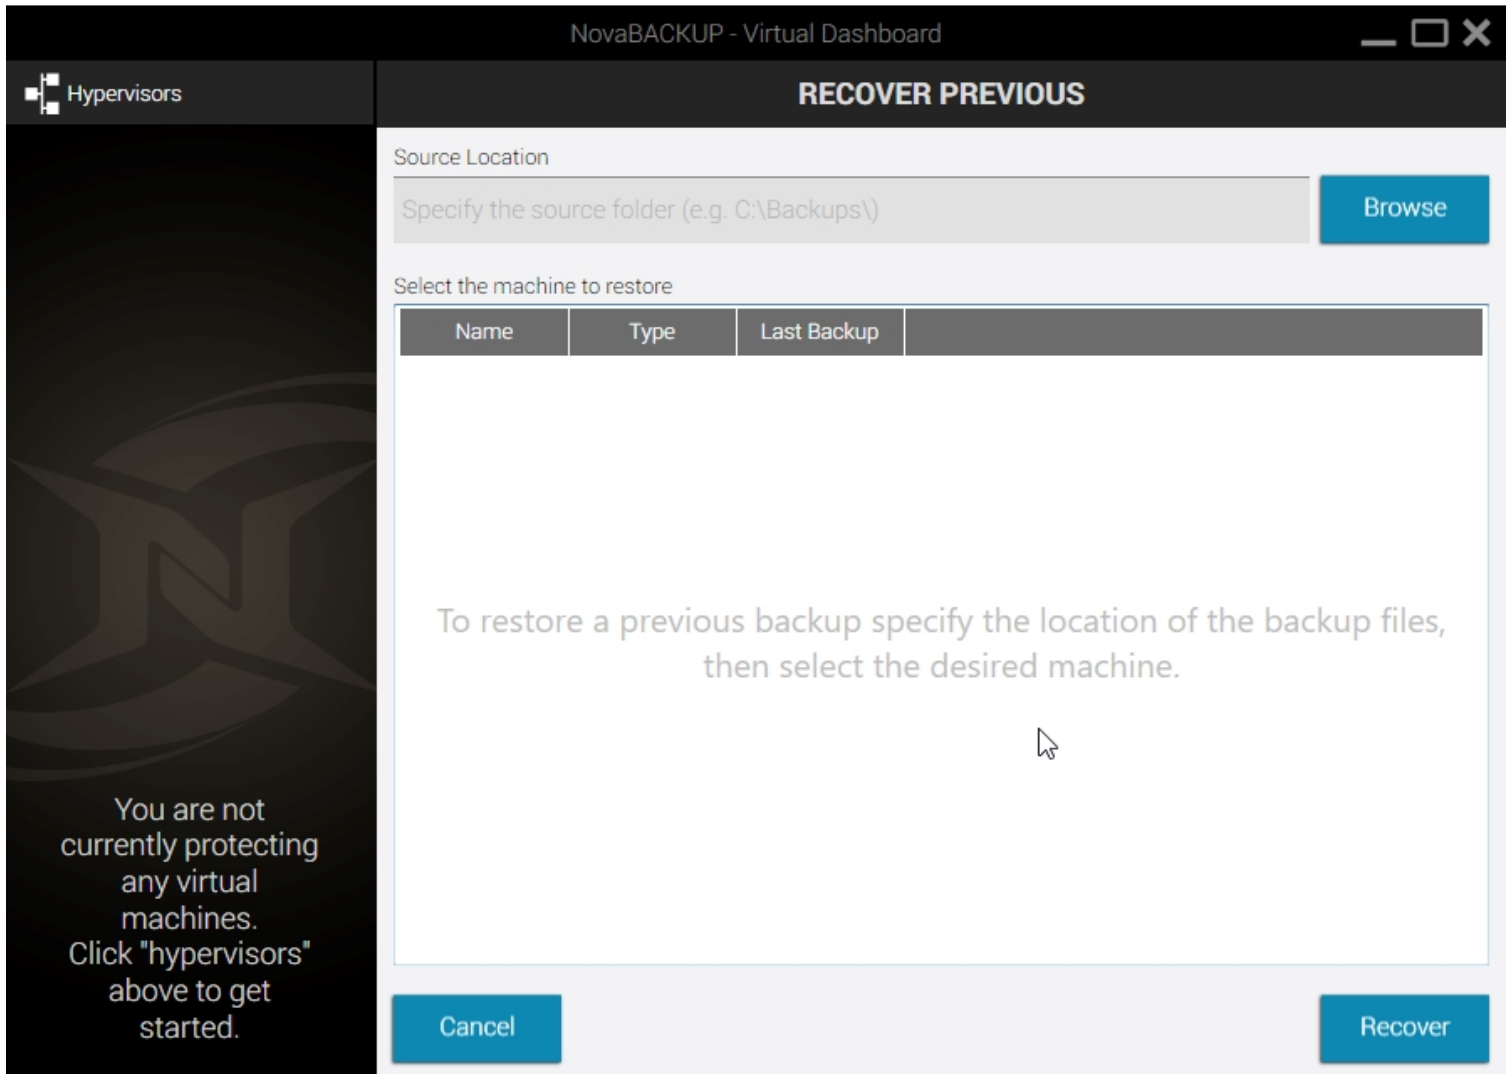 NovaBACKUP - Virtual Dashboard
Hypervisors
RECOVER PREVIOUS
Source Location
Specify the source folder (e.g. C:\Backups\)
Browse
Select the machine to restore
Name Type Last Backup
To restore a previous backup specify the location of the backup files,
then select the desired machine.
You are not
currently protecting
any virtual
machines.
Click "hypervisors"
above to get
started.
Cancel
Recover